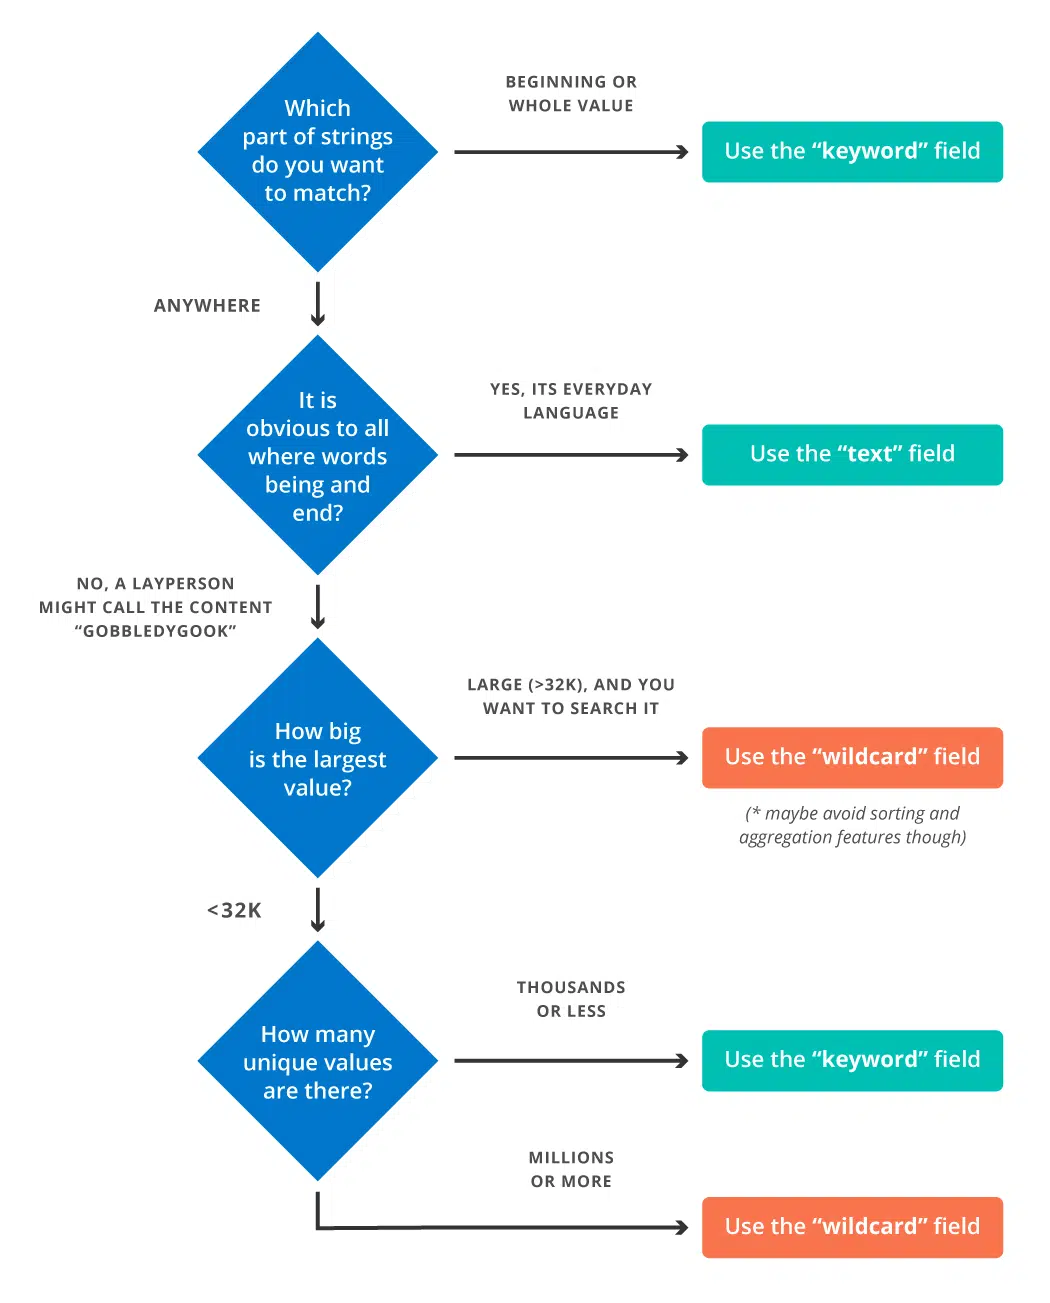 Which
part of strings
do you want
to match?
BEGINNING OR
WHOLE VALUE
Use the “keyword” field
ANYWHERE
It is
obvious to all
where words
being and
end?
YES, ITS EVERYDAY
LANGUAGE
Use the “text” field
NO, A LAYPERSON
MIGHT CALL THE CONTENT
“GOBBLEDYGOOK”
How big
is the largest
value?
LARGE (>32K), AND YOU
WANT TO SEARCH IT
Use the “wildcard” field
(* maybe avoid sorting and
aggregation features though)
<32K
How many
unique values
are there?
THOUSANDS
OR LESS
Use the “keyword” field
MILLIONS
OR MORE
Use the “wildcard” field